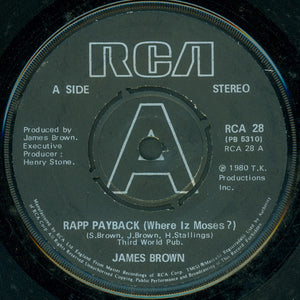 RCA
A SIDE
STEREO
A
Produced by
James Brown.
Executive
Producer:
Henry Stone.
RCA 28
[PB 5310]
RCA 28 A
℗ 1980 T.K.
Productions
Inc.
RAPP PAYBACK (Where Iz Moses?)
(S.Brown, J.Brown, H.Stallings)
Third World Pub.
JAMES BROWN